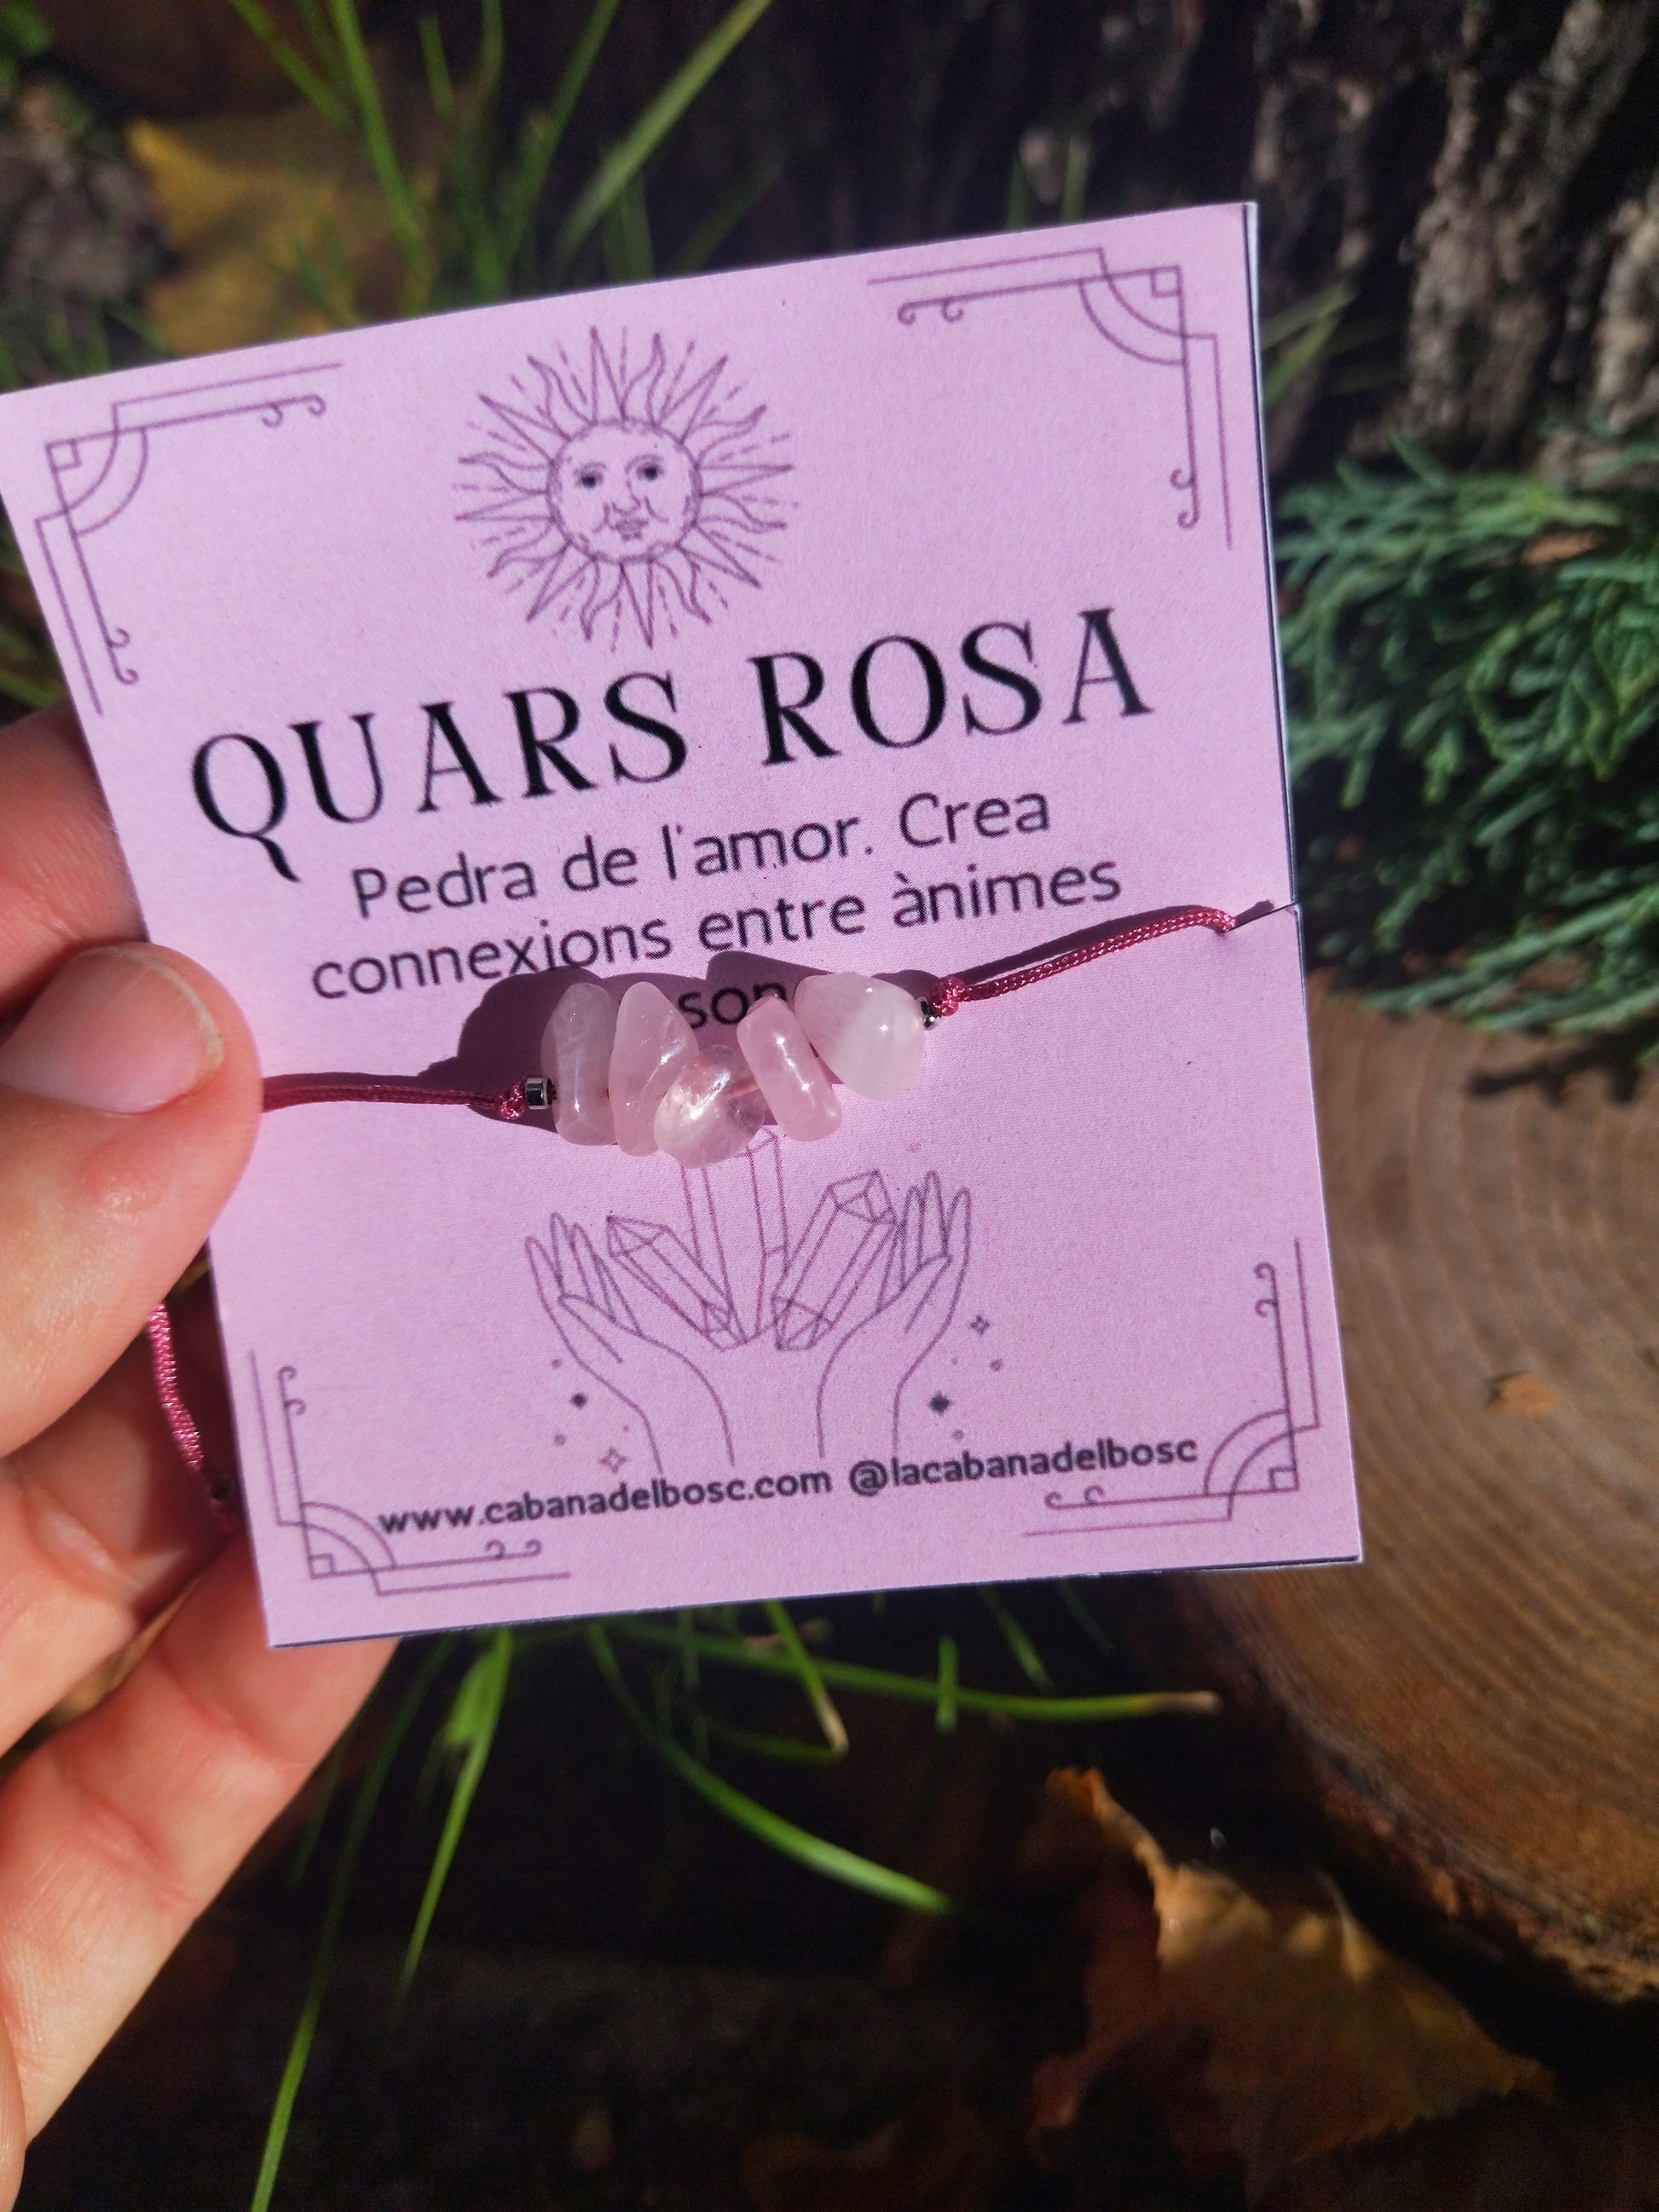 QUARS ROSA
Pedra de l'amor. Crea
connexions entre ànimes
www.cabanadelbosc.com @lacabanadelbosc